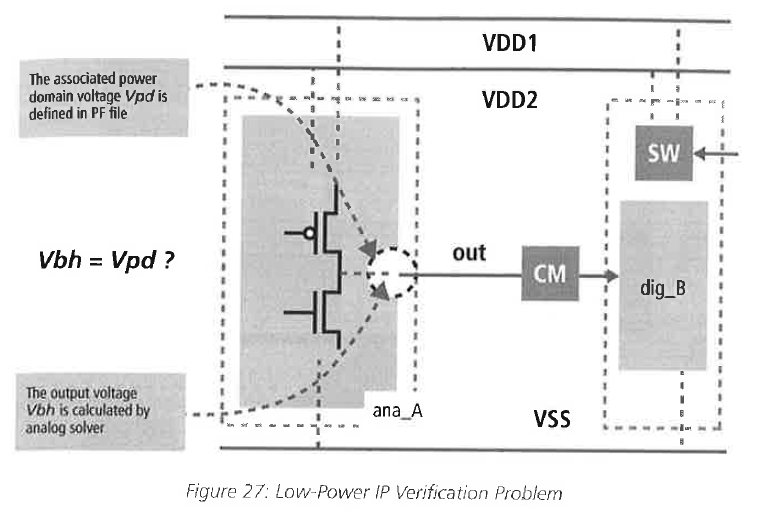 VDD1
The associated power
domain voltage Vpd is
defined in PF file
VDD2
SW
Vbh = Vpd ?
out
CM
dig_B
The output voltage
Vbh is calculated by
analog solver
ana_A
VSS
Figure 27: Low-Power IP Verification Problem